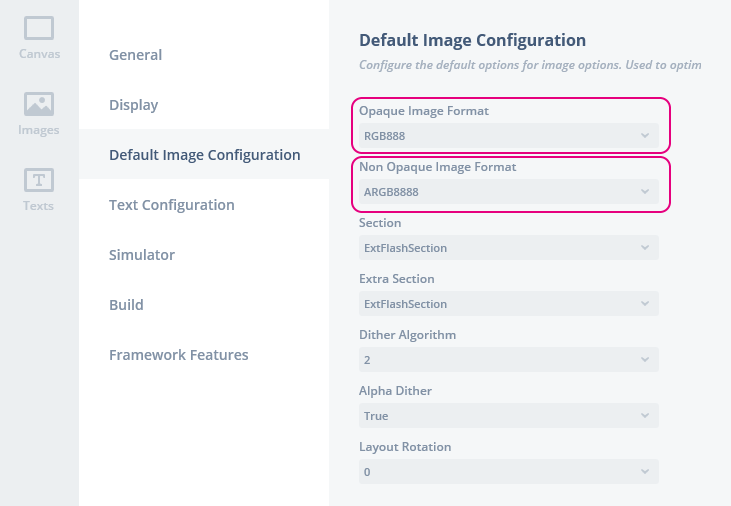 Canvas
Images
Texts
General
Display
Default Image Configuration
Text Configuration
Simulator
Build
Framework Features
Default Image Configuration
Configure the default options for image options. Used to optim
Opaque Image Format
RGB888
Non Opaque Image Format
ARGB8888
Section
ExtFlashSection
Extra Section
ExtFlashSection
Dither Algorithm
2
Alpha Dither
True
Layout Rotation
0